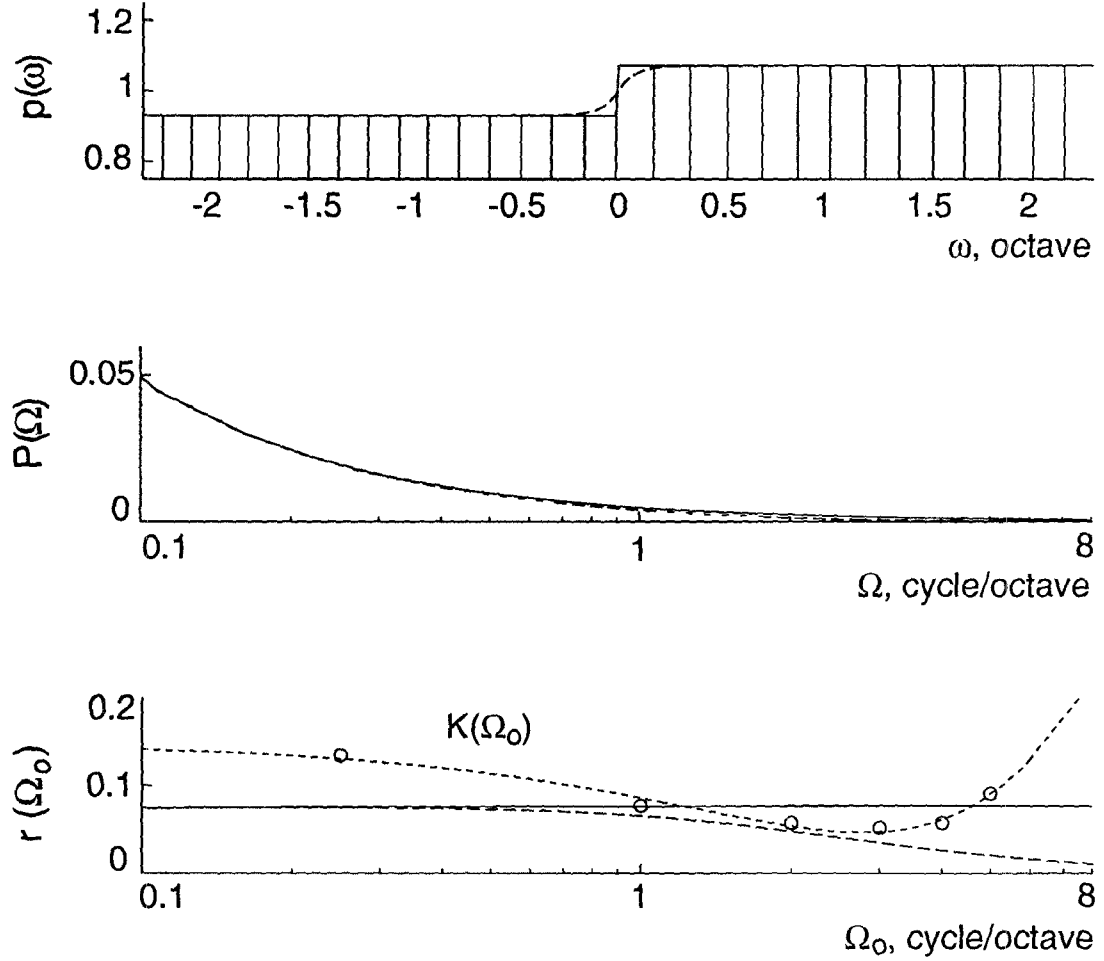 p(ω)
1.2
1
0.8
-2 -1.5 -1 -0.5 0 0.5 1 1.5 2
ω, octave
P(Ω)
0.05
0
0.1 1 8
Ω, cycle/octave
r (Ω₀)
0.2
0.1
0
K(Ω₀)
0.1 1 8
Ω₀, cycle/octave